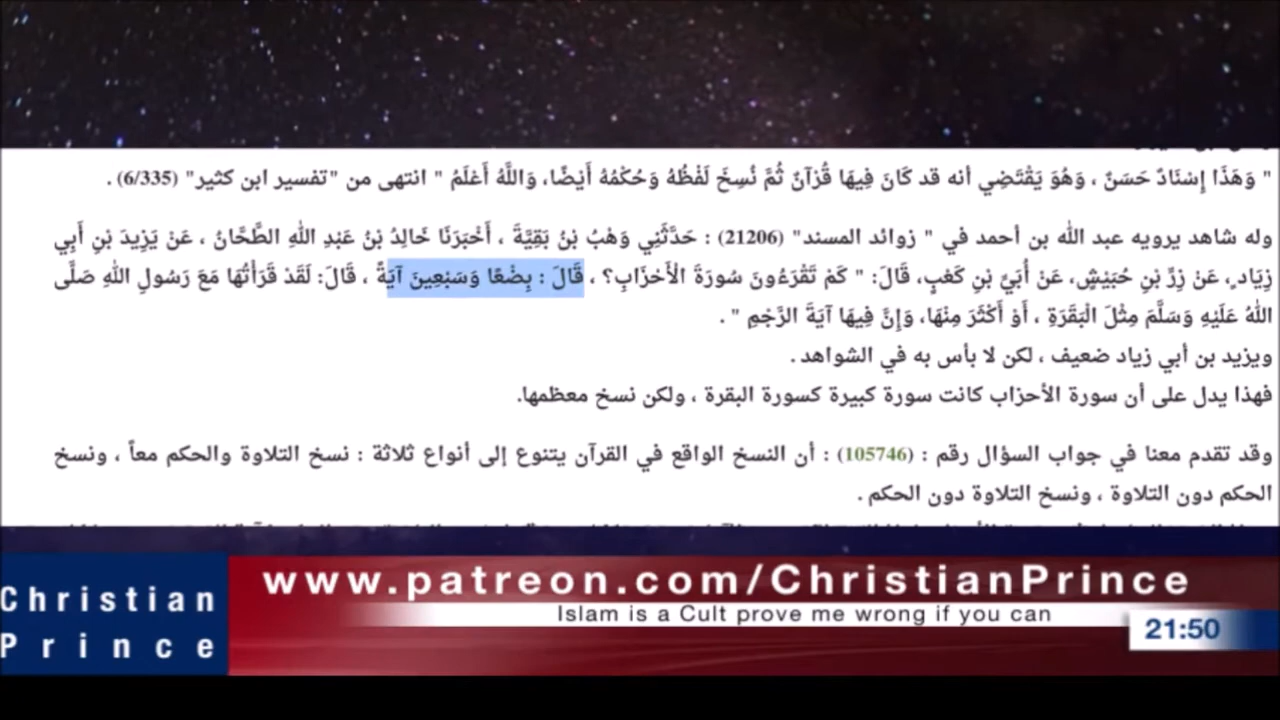 " وَهَذَا إِسْنَادٌ حَسَنٌ ، وَهُوَ يَقْتَضِي أنه قد كَانَ فِيهَا قُرْآنٌ ثُمَّ نُسِخَ لَفْظُهُ وَحُكْمُهُ أَيْضًا، وَاللَّهُ أَعْلَمُ " انتهى من "تفسير ابن كثير" (6/335) .
وله شاهد يرويه عبد الله بن أحمد في " زوائد المسند" (21206) : حَدَّثَنِي وَهْبُ بْنُ بَقِيَّةَ ، أَخْبَرَنَا خَالِدُ بْنُ عَبْدِ اللهِ الطَّحَّانُ ، عَنْ يَزِيدَ بْنِ أَبِي
زِيَادٍ، عَنْ زِرِّ بْنِ حُبَيْشٍ، عَنْ أُبَيِّ بْنِ كَعْبٍ، قَالَ: " كَمْ تَقْرَءُونَ سُورَةَ الْأَحْزَابِ؟ ، قَالَ : بِضْعًا وَسَبْعِينَ آيَةً ، قَالَ: لَقَدْ قَرَأْتُهَا مَعَ رَسُولِ اللهِ صَلَّى
اللهُ عَلَيْهِ وَسَلَّمَ مِثْلَ الْبَقَرَةِ ، أَوْ أَكْثَرَ مِنْهَا، وَإِنَّ فِيهَا آيَةَ الرَّجْمِ " .
ويزيد بن أبي زياد ضعيف ، لكن لا بأس به في الشواهد .
فهذا يدل على أن سورة الأحزاب كانت سورة كبيرة كسورة البقرة ، ولكن نسخ معظمها.
وقد تقدم معنا في جواب السؤال رقم : (105746) : أن النسخ الواقع في القرآن يتنوع إلى أنواع ثلاثة : نسخ التلاوة والحكم معاً ، ونسخ
الحكم دون التلاوة ، ونسخ التلاوة دون الحكم .
www.patreon.com/ChristianPrince
Christian
Prince
Islam is a Cult prove me wrong if you can
21:50